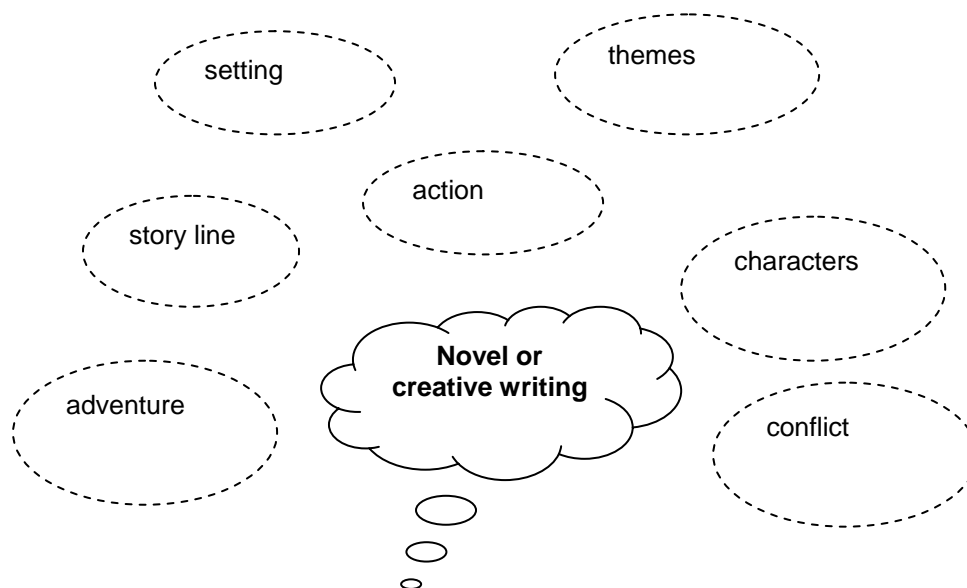 setting
themes
action
story line
characters
Novel or
creative writing
adventure
conflict